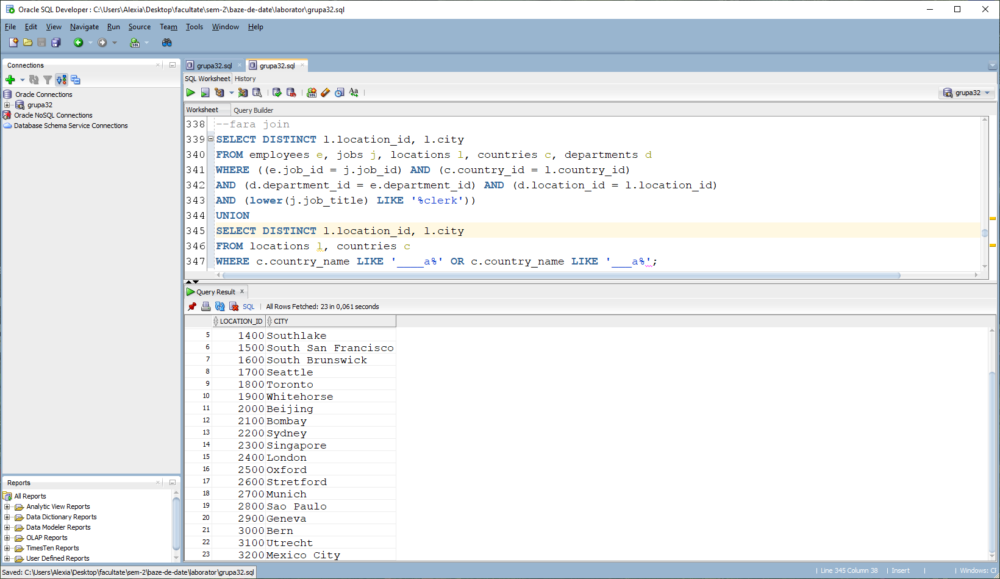 Oracle SQL Developer : C:\Users\Alexia\Desktop\facultate\sem-2\baze-de-date\laborator\grupa32.sql
File Edit View Navigate Run Source Team Tools Window Help
Connections
Oracle Connections
grupa32
Oracle NoSQL Connections
Database Schema Service Connections
Reports
All Reports
Analytic View Reports
Data Dictionary Reports
Data Modeler Reports
OLAP Reports
TimesTen Reports
User Defined Reports
grupa32.sql grupa32.sql
SQL Worksheet History
grupa32
Worksheet Query Builder
338 --fara join
339 SELECT DISTINCT l.location_id, l.city
340 FROM employees e, jobs j, locations l, countries c, departments d
341 WHERE ((e.job_id = j.job_id) AND (c.country_id = l.country_id)
342 AND (d.department_id = e.department_id) AND (d.location_id = l.location_id)
343 AND (lower(j.job_title) LIKE '%clerk'))
344 UNION
345 SELECT DISTINCT l.location_id, l.city
346 FROM locations l, countries c
347 WHERE c.country_name LIKE '____a%' OR c.country_name LIKE '___a%';
Query Result
SQL | All Rows Fetched: 23 in 0,061 seconds
LOCATION_ID CITY
5 1400 Southlake
6 1500 South San Francisco
7 1600 South Brunswick
8 1700 Seattle
9 1800 Toronto
10 1900 Whitehorse
11 2000 Beijing
12 2100 Bombay
13 2200 Sydney
14 2300 Singapore
15 2400 London
16 2500 Oxford
17 2600 Stretford
18 2700 Munich
19 2800 Sao Paulo
20 2900 Geneva
21 3000 Bern
22 3100 Utrecht
23 3200 Mexico City
Saved: C:\Users\Alexia\Desktop\facultate\sem-2\baze-de-date\laborator\grupa32.sql
| Line 345 Column 38 | Insert | | Windows: